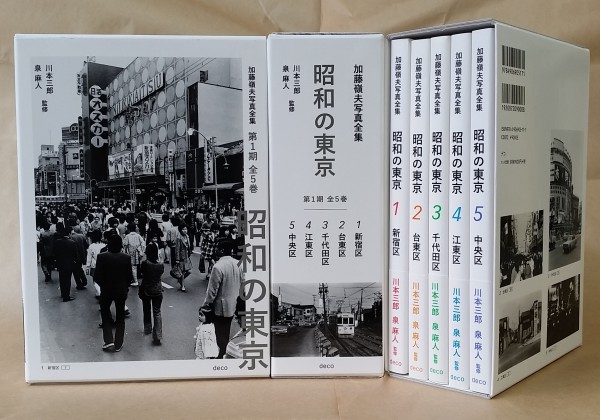 加藤嶺夫写真全集
川本三郎
泉 麻人 監修
第1期 全5巻
昭和の東京
オスカー
1 新宿区
deco
加藤嶺夫写真全集
昭和の東京
川本三郎
泉 麻人 監修
第1期 全5巻
1 新宿区
2 台東区
3 千代田区
4 江東区
5 中央区
deco
加藤嶺夫写真全集 昭和の東京 1 新宿区 川本三郎 泉 麻人 監修 deco
加藤嶺夫写真全集 昭和の東京 2 台東区 川本三郎 泉 麻人 監修 deco
加藤嶺夫写真全集 昭和の東京 3 千代田区 川本三郎 泉 麻人 監修 deco
加藤嶺夫写真全集 昭和の東京 4 江東区 川本三郎 泉 麻人 監修 deco
加藤嶺夫写真全集 昭和の東京 5 中央区 川本三郎 泉 麻人 監修 deco